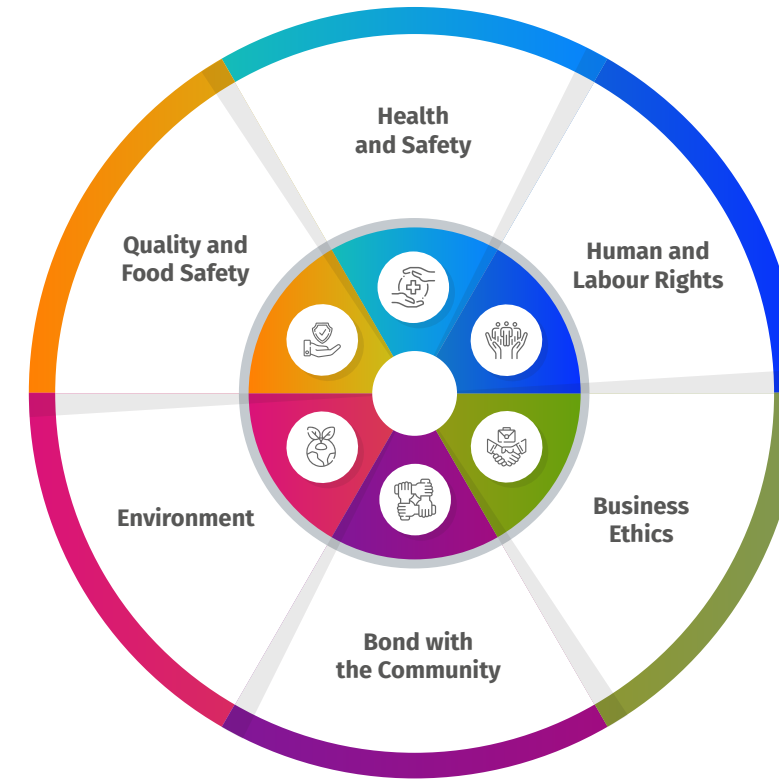 Health
and Safety
Human and
Labour Rights
Business
Ethics
Bond with
the Community
Environment
Quality and
Food Safety